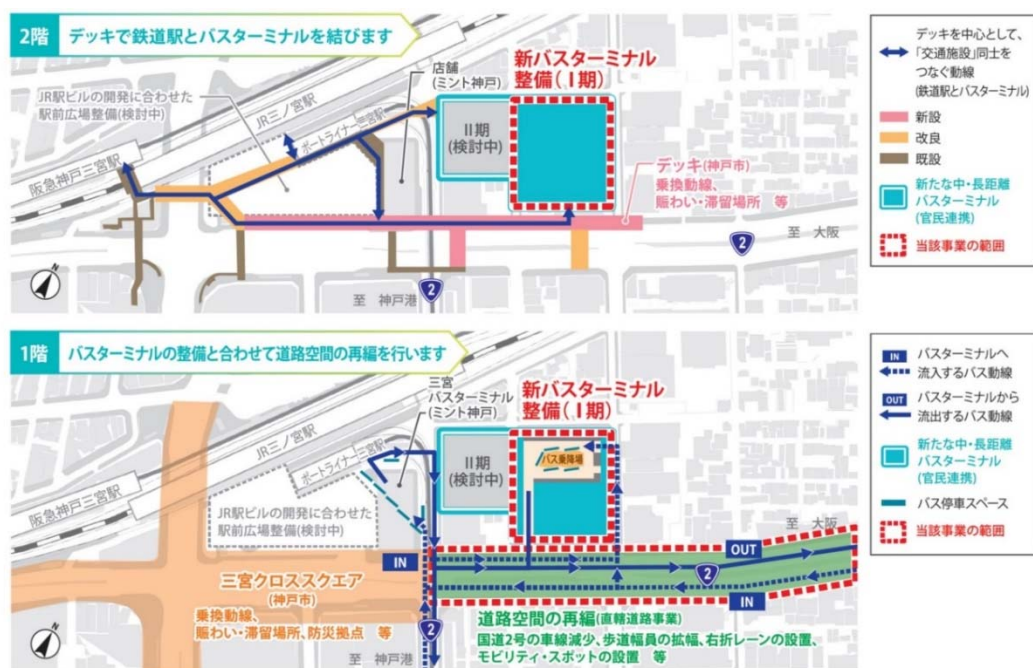 2階 デッキで鉄道駅とバスターミナルを結びます
JR駅ビルの開発に合わせた
駅前広場整備(検討中)
JR三ノ宮駅
ポートライナー三宮駅
阪急神戸三宮駅
店舗
(ミント神戸)
新バスターミナル
整備(Ⅰ期)
Ⅱ期
(検討中)
デッキ(神戸市)
乗換動線、
賑わい・滞留場所 等
2
至 大阪
N
至 神戸港
2
デッキを中心として、
「交通施設」同士を
つなぐ動線
(鉄道駅とバスターミナル)
新設
改良
既設
新たな中・長距離
バスターミナル
(官民連携)
当該事業の範囲
1階 バスターミナルの整備と合わせて道路空間の再編を行います
三宮
バスターミナル
(ミント神戸)
新バスターミナル
整備(Ⅰ期)
JR三ノ宮駅
ポートライナー三宮駅
阪急神戸三宮駅
Ⅱ期
(検討中)
バス乗降場
JR駅ビルの開発に合わせた
駅前広場整備(検討中)
至 大阪
IN
OUT
2
IN
三宮クロススクエア
(神戸市)
乗換動線、
賑わい・滞留場所、防災拠点 等
道路空間の再編(直轄道路事業)
国道2号の車線減少、歩道幅員の拡幅、右折レーンの設置、
モビリティ・スポットの設置 等
N
2
至 神戸港
IN バスターミナルへ
流入するバス動線
OUT バスターミナルから
流出するバス動線
新たな中・長距離
バスターミナル
(官民連携)
バス停車スペース
当該事業の範囲